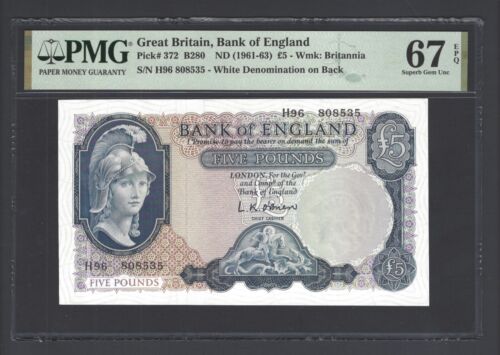 PMG
PAPER MONEY GUARANTY
Great Britain, Bank of England
Pick# 372 B280 ND (1961-63) £5 - Wmk: Britannia
S/N H96 808535 - White Denomination on Back
67 EPQ
Superb Gem Unc
H96 808535
BANK OF ENGLAND
I Promise to pay the bearer on demand the sum of
FIVE POUNDS
£5
LONDON, For the Govr
and Compa of the
Bank of England
L.K. O'Brien
CHIEF CASHIER
H96 808535
FIVE POUNDS
£5